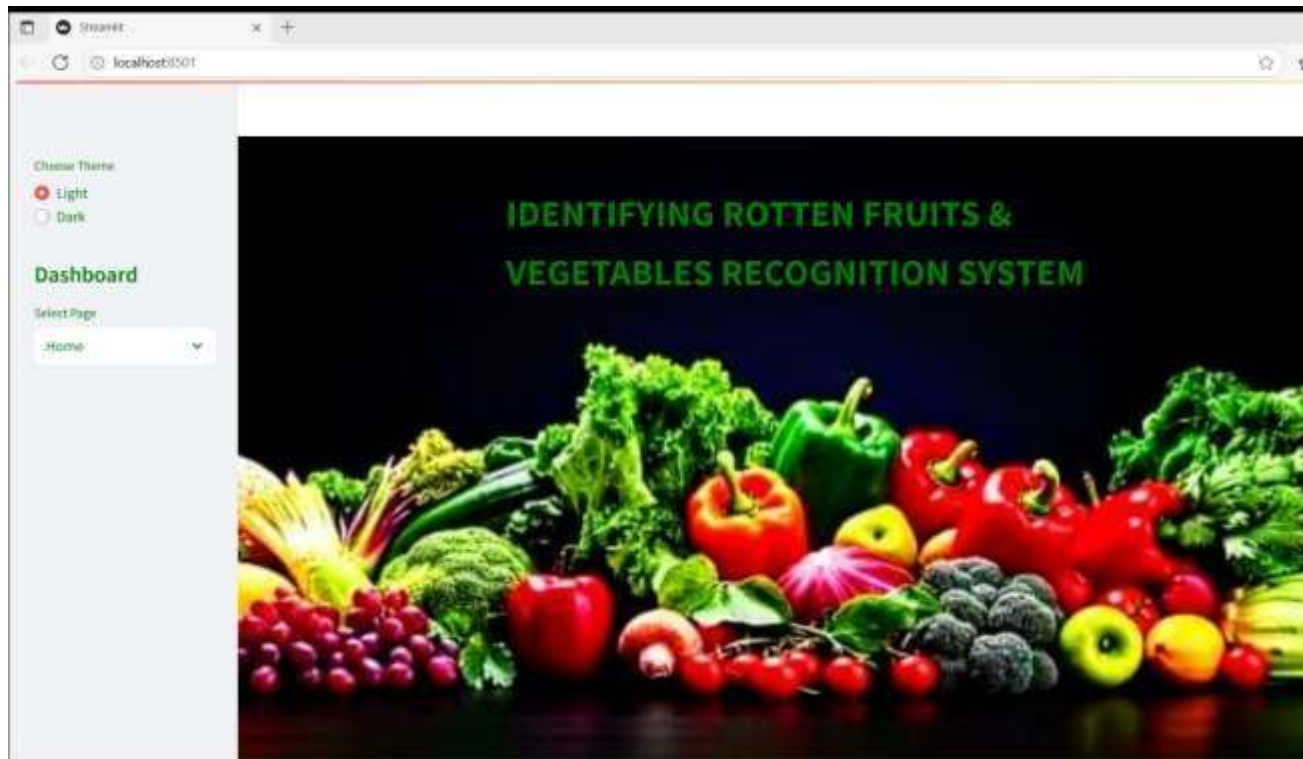 Streamlit
localhost:8501
Choose Theme
Light
Dark
Dashboard
Select Page
Home
IDENTIFYING ROTTEN FRUITS &
VEGETABLES RECOGNITION SYSTEM